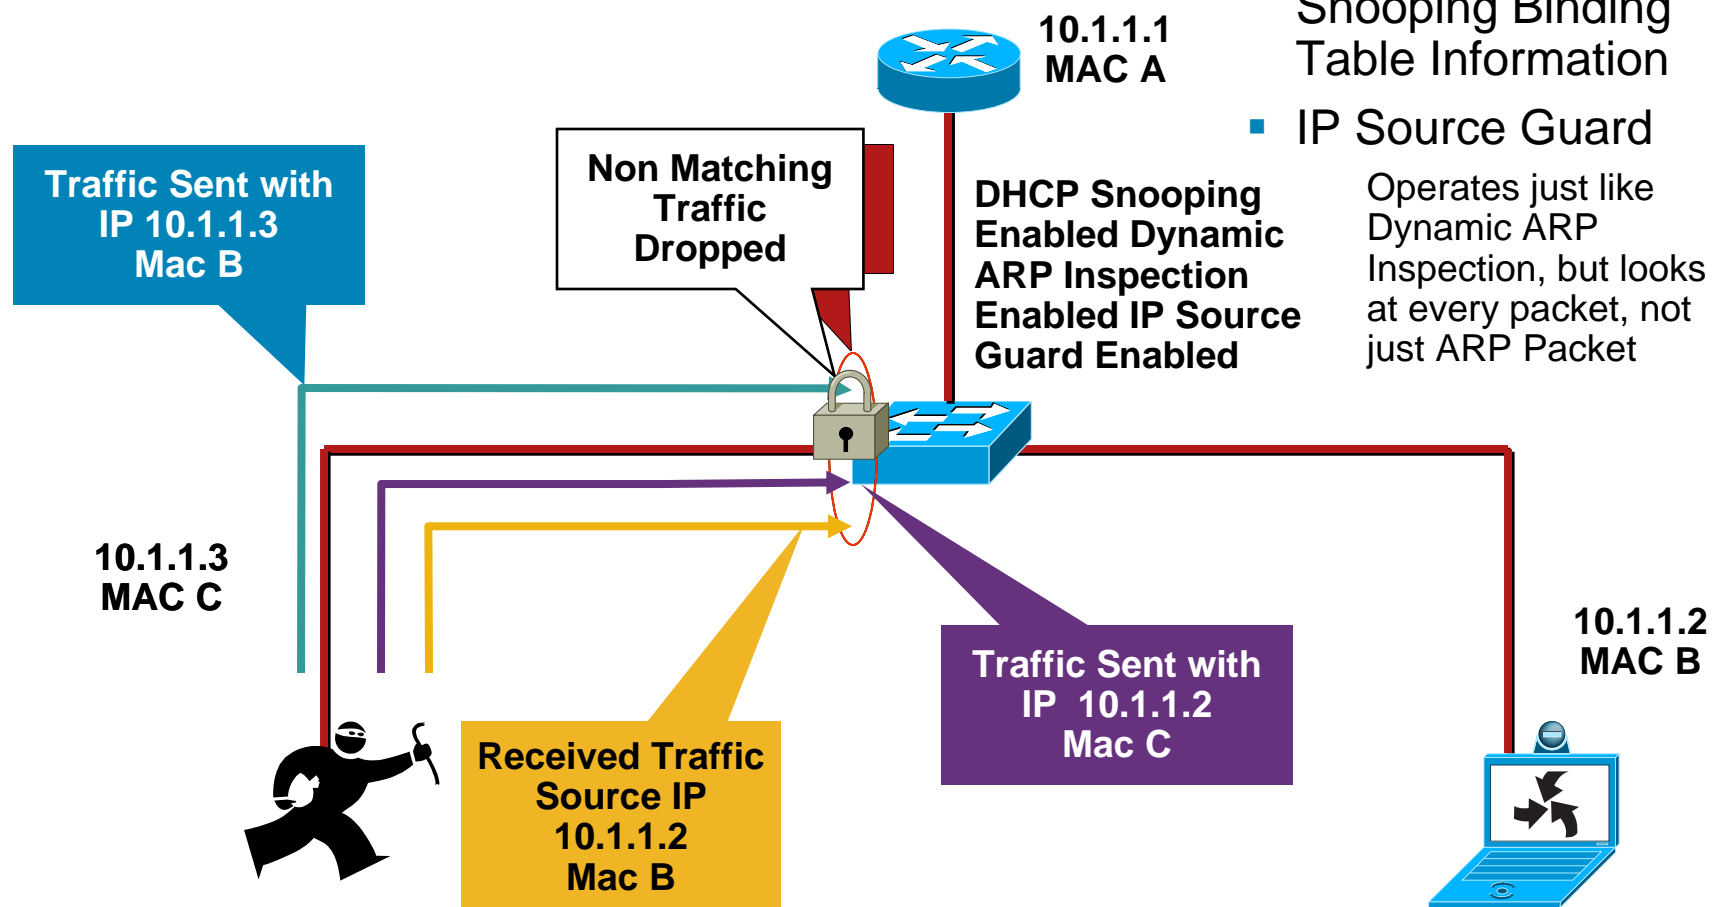 10.1.1.1
MAC A
Snooping Binding
Table Information
▪ IP Source Guard
Operates just like
Dynamic ARP
Inspection, but looks
at every packet, not
just ARP Packet
Non Matching
Traffic
Dropped
Traffic Sent with
IP 10.1.1.3
Mac B
DHCP Snooping
Enabled Dynamic
ARP Inspection
Enabled IP Source
Guard Enabled
10.1.1.3
MAC C
Traffic Sent with
IP 10.1.1.2
Mac C
10.1.1.2
MAC B
Received Traffic
Source IP
10.1.1.2
Mac B